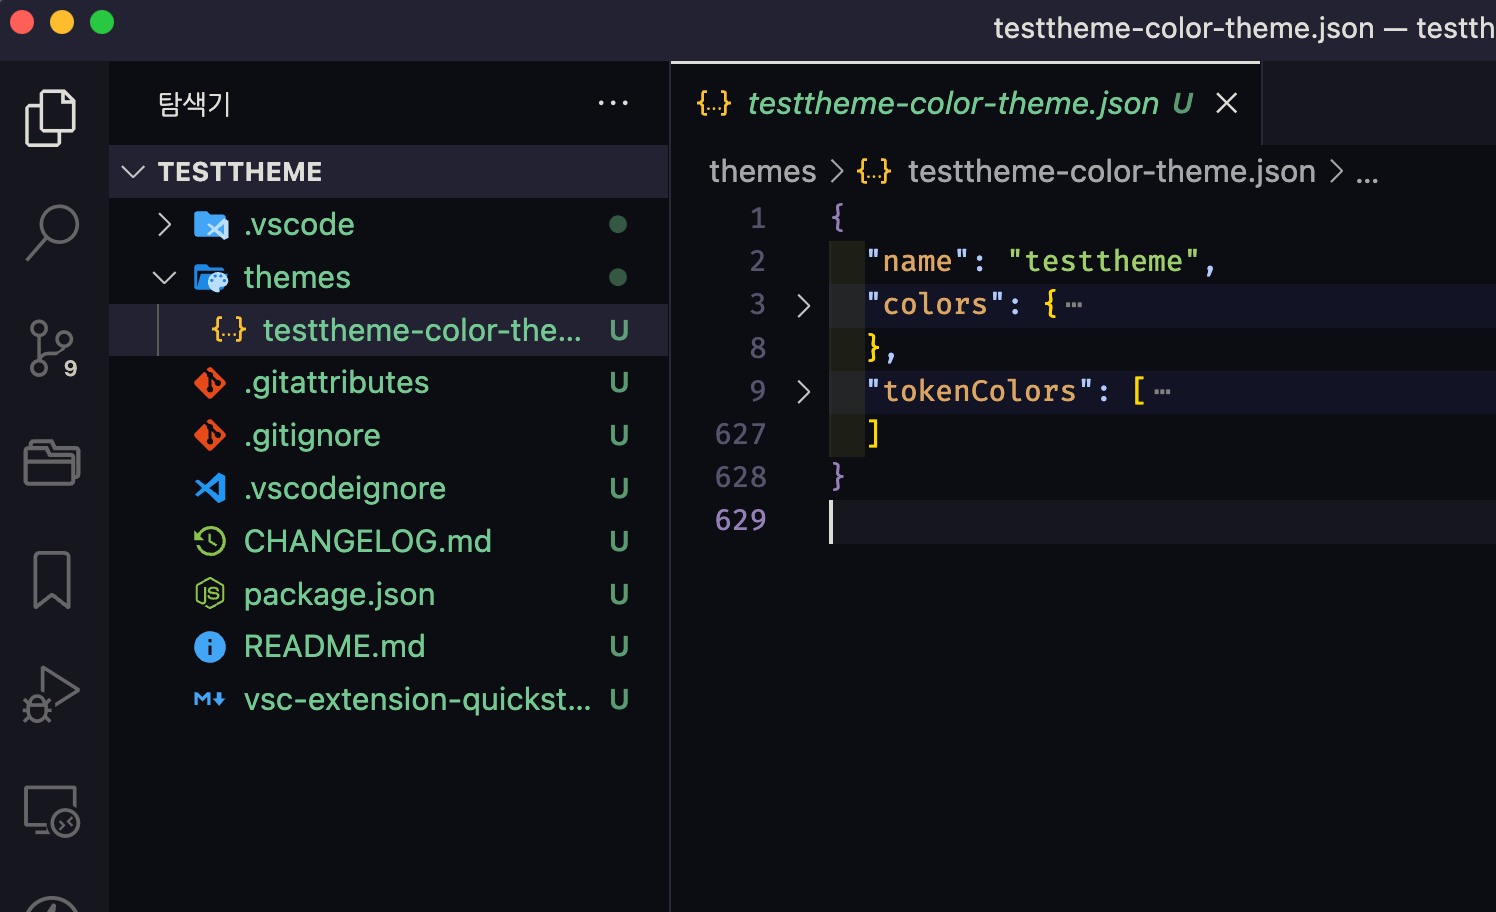 testtheme-color-theme.json — testth
탐색기 ...
{..} testtheme-color-theme.json U
TESTTHEME
themes > {..} testtheme-color-theme.json > ...
.vscode
themes
{..} testtheme-color-the... U
.gitattributes U
.gitignore U
.vscodeignore U
CHANGELOG.md U
JS package.json U
i README.md U
M vsc-extension-quickst... U
9
1 {
2 "name": "testtheme",
3 "colors": { ...
8 },
9 "tokenColors": [ ...
627 ]
628 }
629